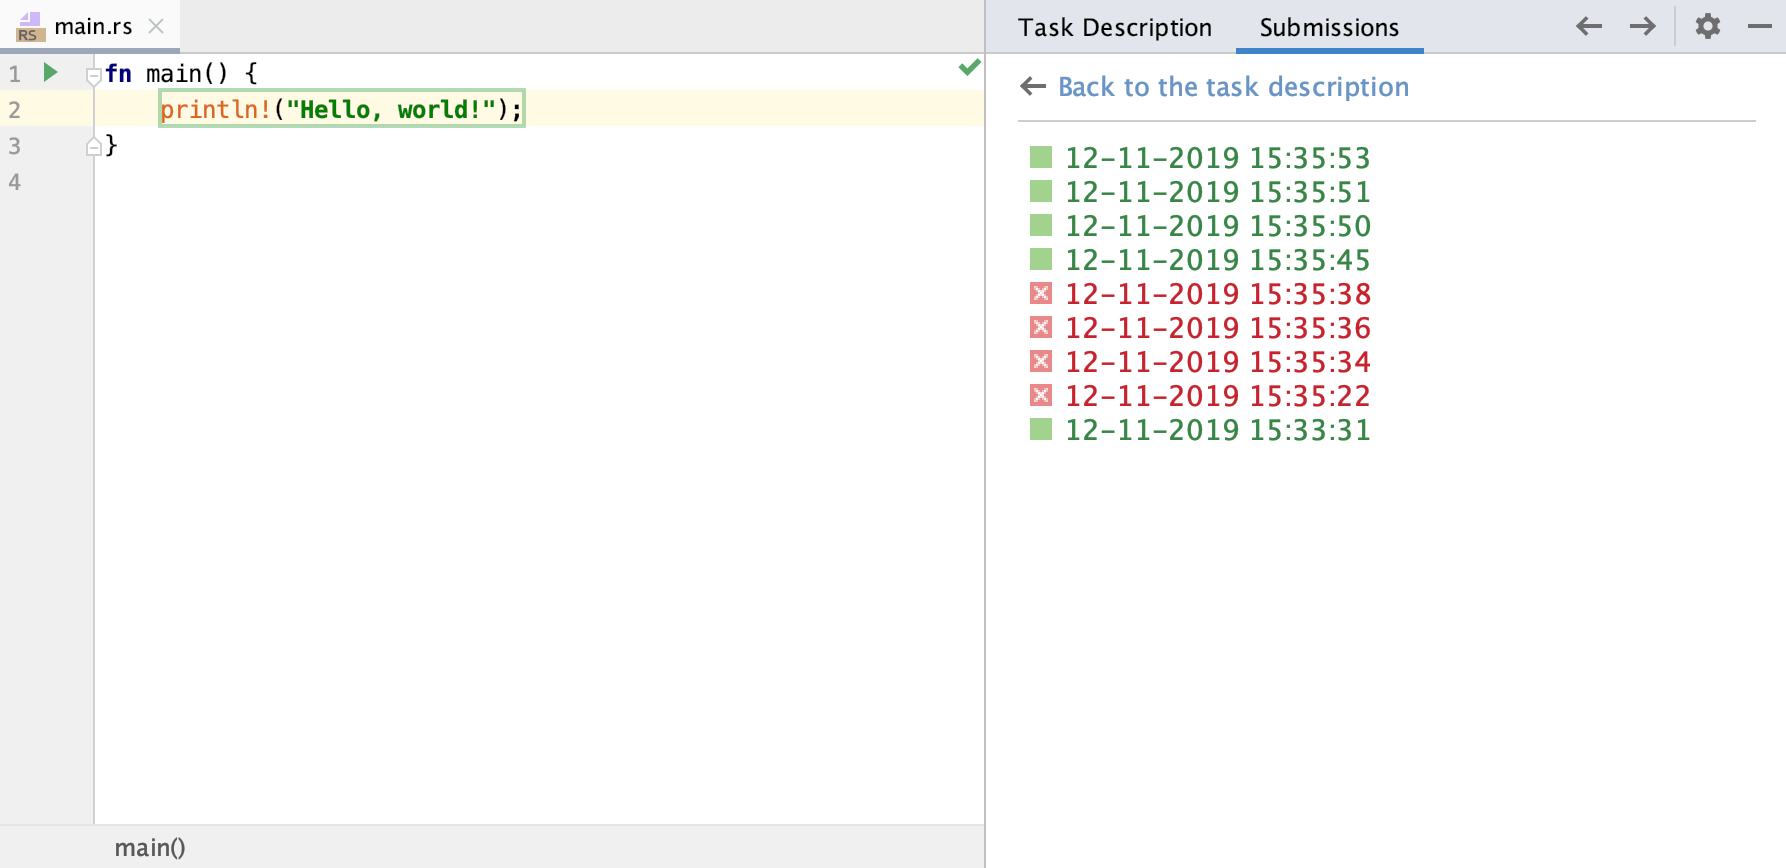 main.rs
RS
1 fn main() {
2 println!("Hello, world!");
3 }
4
main()
Task Description Submissions
Back to the task description
12-11-2019 15:35:53
12-11-2019 15:35:51
12-11-2019 15:35:50
12-11-2019 15:35:45
12-11-2019 15:35:38
12-11-2019 15:35:36
12-11-2019 15:35:34
12-11-2019 15:35:22
12-11-2019 15:33:31